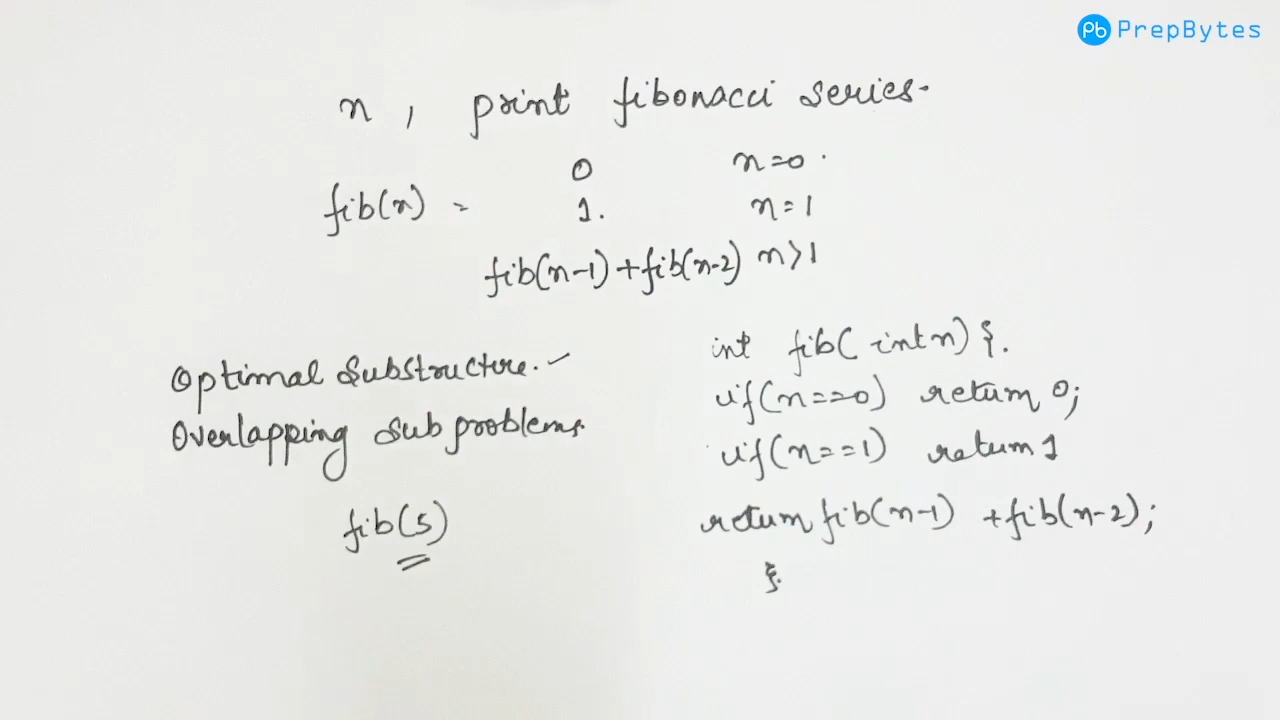 PrepBytes
n, print fibonacci series.
0 n=0.
fib(n) = 1. n=1
fib(n-1)+fib(n-2) n>1
Optimal Substructure.✓
Overlapping Subproblems.
fib(5)
int fib(int n){.
if(n==0) return 0;
if(n==1) return 1
return fib(n-1) +fib(n-2);
}.